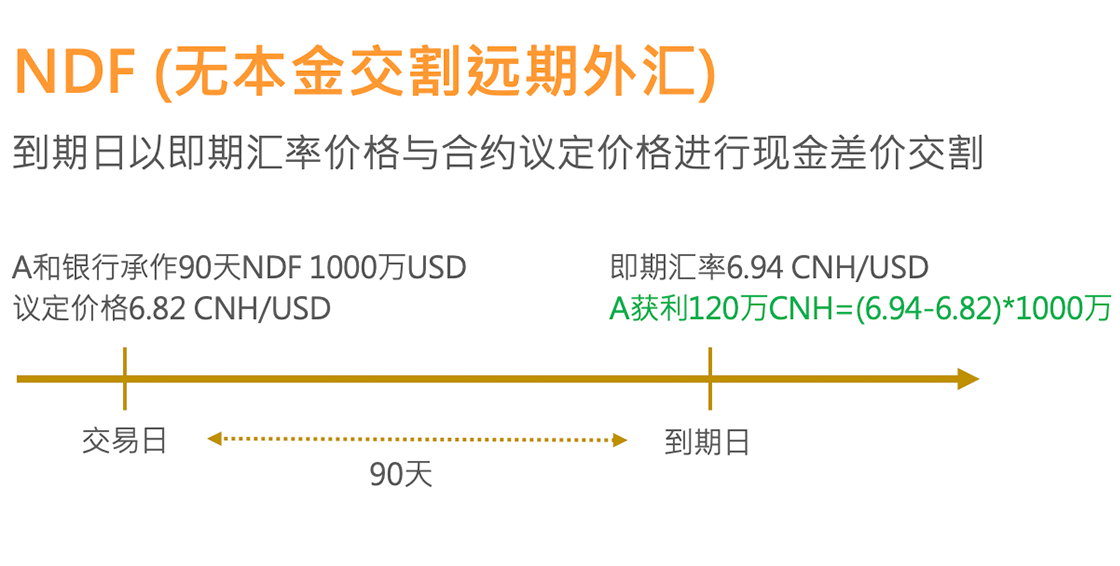 NDF (无本金交割远期外汇)
到期日以即期汇率价格与合约议定价格进行现金差价交割
A和银行承作90天NDF 1000万USD
议定价格6.82 CNH/USD
即期汇率6.94 CNH/USD
A获利120万CNH=(6.94-6.82)*1000万
交易日
到期日
90天